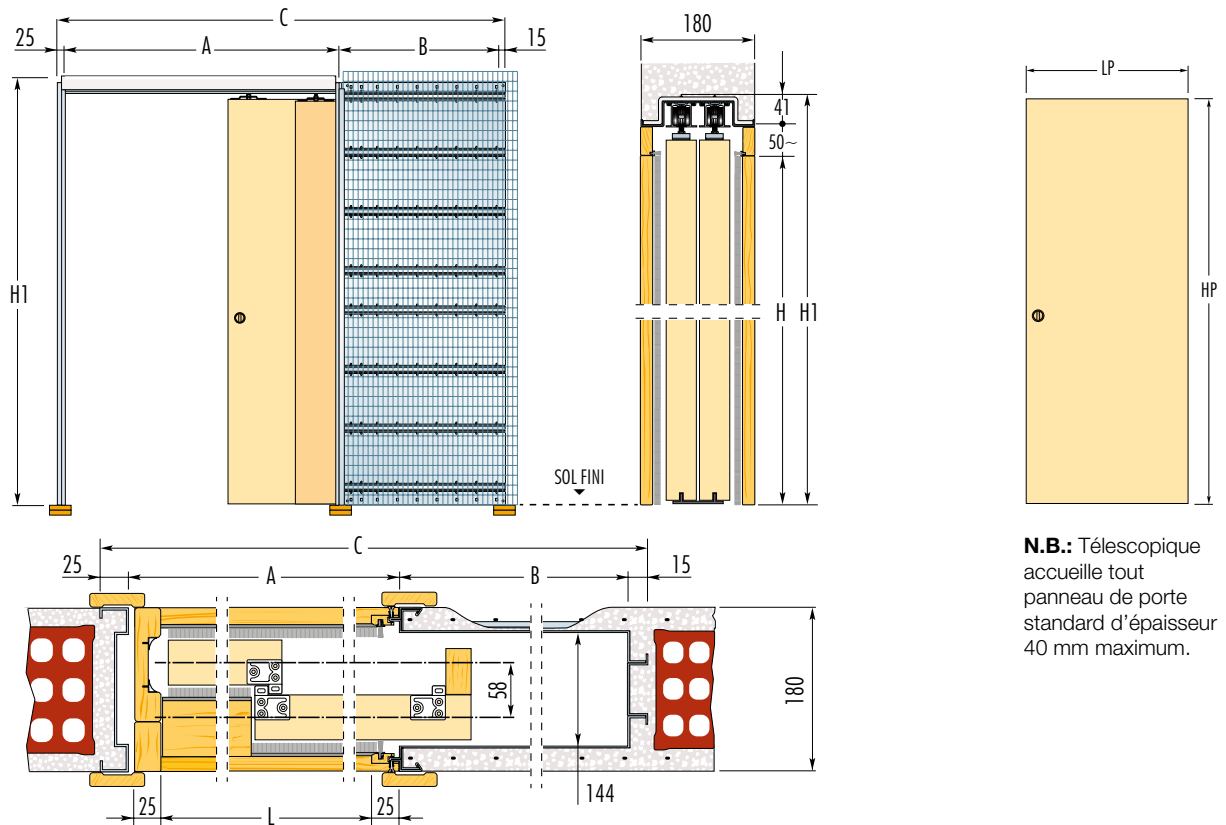 C
25
A
B
15
H1
180
41
50~
H
H1
SOL FINI
LP
HP
N.B.: Télescopique
accueille tout
panneau de porte
standard d'épaisseur
40 mm maximum.
C
25
A
B
15
58
180
144
25
L
25